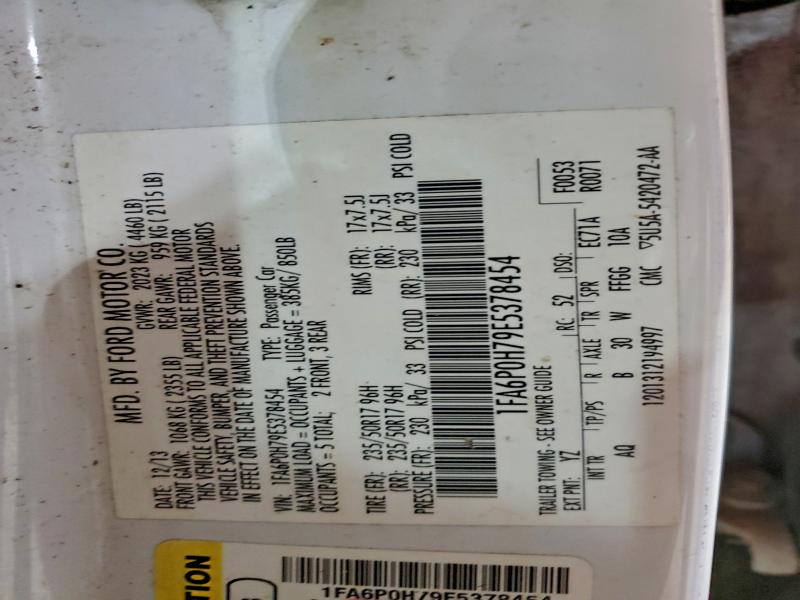 MFD. BY FORD MOTOR CO.
DATE: 12/13 GVWR: 2023 KG ( 4460 LB)
FRONT GAWR: 1068 KG ( 2355 LB) REAR GAWR: 959 KG ( 2115 LB)
THIS VEHICLE CONFORMS TO ALL APPLICABLE FEDERAL MOTOR
VEHICLE SAFETY, BUMPER, AND THEFT PREVENTION STANDARDS
IN EFFECT ON THE DATE OF MANUFACTURE SHOWN ABOVE.
VIN: 1FA6P0H79E5378454 TYPE: Passenger Car
MAXIMUM LOAD = OCCUPANTS + LUGGAGE = 385KG/ 850LB
OCCUPANTS = 5 TOTAL; 2 FRONT, 3 REAR
TIRE (FR): 235/50R17 96H RIMS (FR): 17x7.5J
(RR): 235/50R17 96H (RR): 17x7.5J
PRESSURE (FR): 230 kPa/ 33 PSI COLD (RR): 230 kPa/ 33 PSI COLD
1FA6P0H79E5378454
TRAILER TOWING - SEE OWNER GUIDE F0053
EXT PNT: YZ RC: 52 DSO: R0071
INT TR TP/PS R AXLE TR SPR EC71A
AQ B 30 W FFGG 10A
1201312194997 CMC 5U5A-5420472-AA
TION
1FA6P0H79E5378454